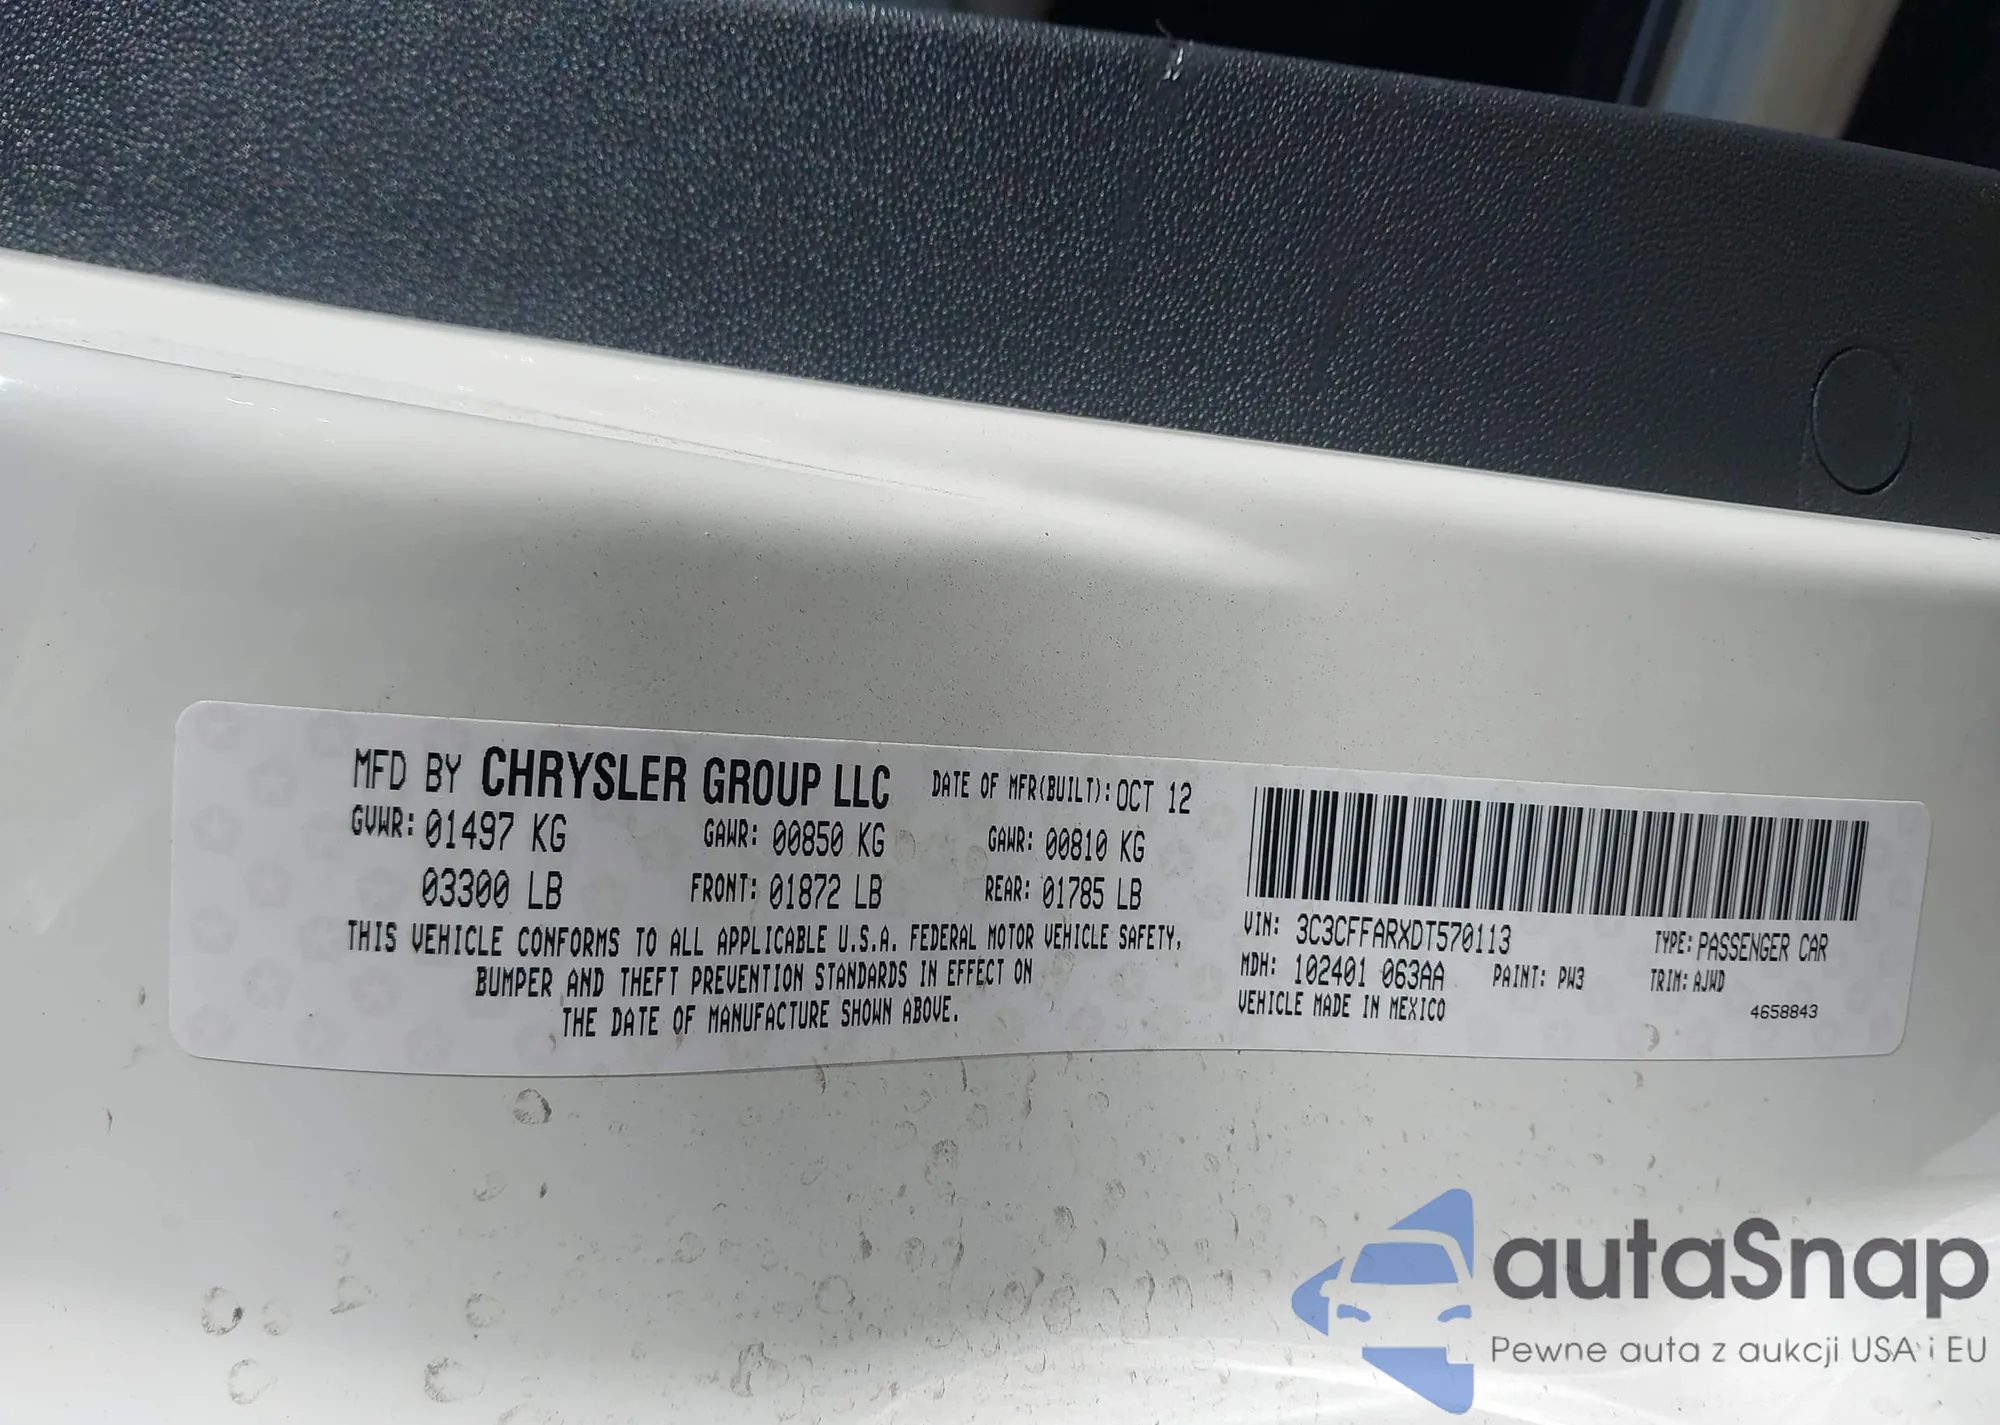 MFD BY CHRYSLER GROUP LLC DATE OF MFR(BUILT): OCT 12
GVWR: 01497 KG GAWR: 00850 KG GAWR: 00810 KG
03300 LB FRONT: 01872 LB REAR: 01785 LB
THIS VEHICLE CONFORMS TO ALL APPLICABLE U.S.A. FEDERAL MOTOR VEHICLE SAFETY,
BUMPER AND THEFT PREVENTION STANDARDS IN EFFECT ON
THE DATE OF MANUFACTURE SHOWN ABOVE.
VIN: 3C3CFFARXDT570113 TYPE: PASSENGER CAR
MDH: 102401 063AA PAINT: PW3 TRIM: AJWD
VEHICLE MADE IN MEXICO 4658843
autaSnap
Pewne auta z aukcji USA i EU